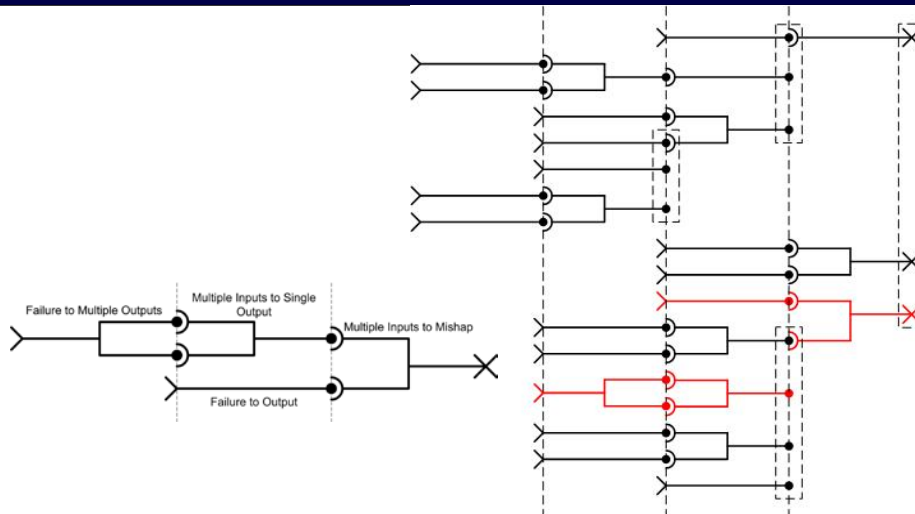 Failure to Multiple Outputs
Multiple Inputs to Single
Output
Multiple Inputs to Mishap
Failure to Output